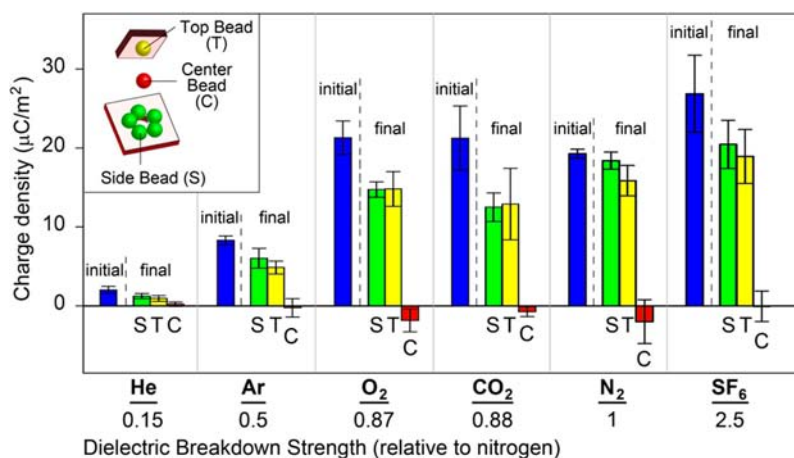 Top Bead
(T)
Center
Bead
(C)
Side Bead (S)
Charge density (μC/m²)
30
20
10
0
initial final
S T C
initial final
S T C
initial final
S T C
initial final
S T C
initial final
S T C
initial final
S T C
He Ar O₂ CO₂ N₂ SF₆
0.15 0.5 0.87 0.88 1 2.5
Dielectric Breakdown Strength (relative to nitrogen)